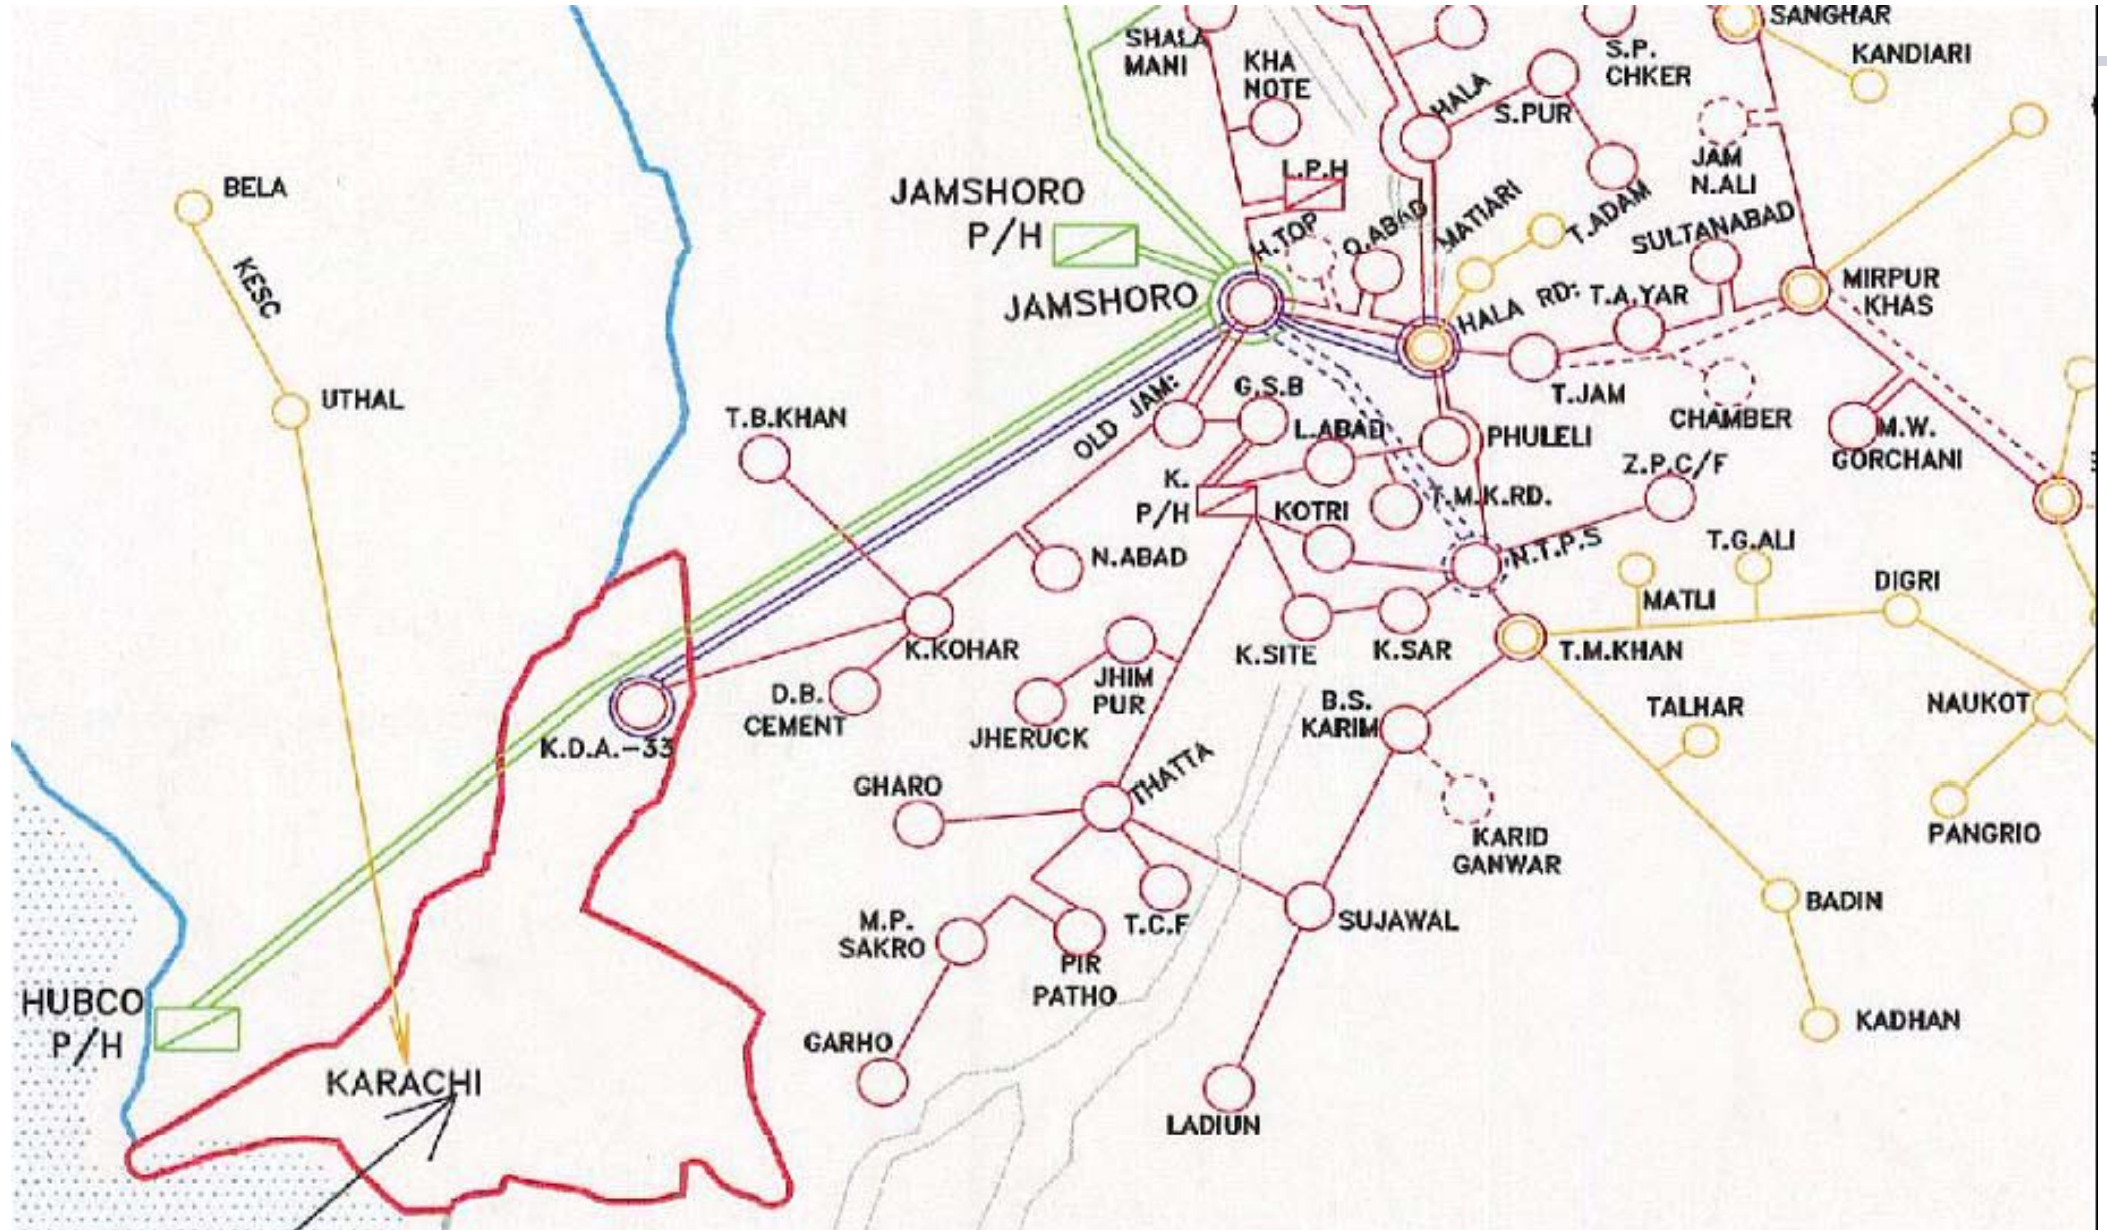 SANGHAR
SHALA
MANI
KHA
NOTE
S.P.
CHKER
KANDIARI
HALA
S.PUR
JAM
N.ALI
L.P.H
BELA
JAMSHORO
P/H
H.TOP
Q.ABAD
MATIARI
T.ADAM
SULTANABAD
KESC
JAMSHORO
HALA RD:
T.A.YAR
MIRPUR
KHAS
UTHAL
T.B.KHAN
OLD JAM:
G.S.B
L.ABAD
PHULELI
T.JAM
CHAMBER
M.W.
GORCHANI
K.
P/H
KOTRI
T.M.K.RD.
Z.P.C/F
N.ABAD
N.T.P.S
T.G.ALI
MATLI
DIGRI
K.KOHAR
K.SITE
K.SAR
T.M.KHAN
D.B.
CEMENT
JHIM
PUR
JHERUCK
B.S.
KARIM
TALHAR
NAUKOT
K.D.A.-33
THATTA
GHARO
KARID
GANWAR
PANGRIO
M.P.
SAKRO
T.C.F
SUJAWAL
BADIN
PIR
PATHO
HUBCO
P/H
GARHO
KADHAN
KARACHI
LADIUN